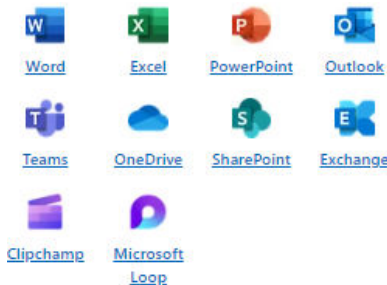 W X P O
Word Excel PowerPoint Outlook
T S E
Teams OneDrive SharePoint Exchange
Clipchamp Microsoft
Loop